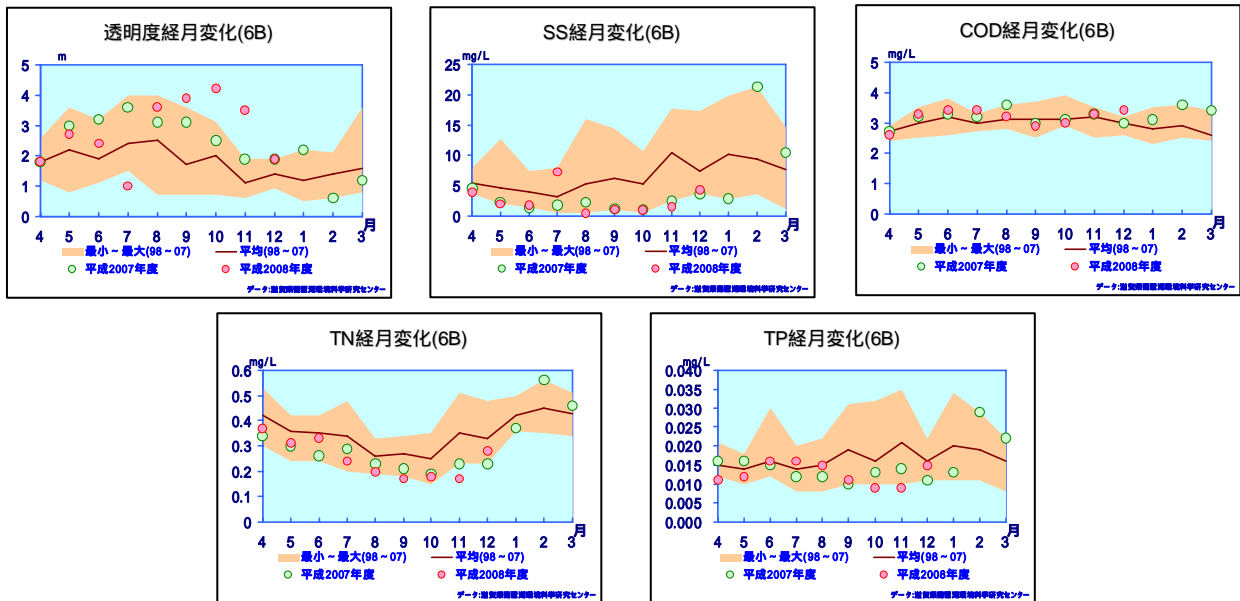 透明度経月変化(6B)
m
5
4
3
2
1
0
4 5 6 7 8 9 10 11 12 1 2 3
月
最小～最大(98～07) 平均(98～07)
平成2007年度 平成2008年度
SS経月変化(6B)
mg/L
25
20
15
10
5
0
4 5 6 7 8 9 10 11 12 1 2 3
月
最小～最大(98～07) 平均(98～07)
平成2007年度 平成2008年度
COD経月変化(6B)
mg/L
5
4
3
2
1
0
4 5 6 7 8 9 10 11 12 1 2 3
月
最小～最大(98～07) 平均(98～07)
平成2007年度 平成2008年度
TN経月変化(6B)
mg/L
0.6
0.5
0.4
0.3
0.2
0.1
0
4 5 6 7 8 9 10 11 12 1 2 3
月
最小～最大(98～07) 平均(98～07)
平成2007年度 平成2008年度
TP経月変化(6B)
mg/L
0.040
0.035
0.030
0.025
0.020
0.015
0.010
0.005
0.000
4 5 6 7 8 9 10 11 12 1 2 3
月
最小～最大(98～07) 平均(98～07)
平成2007年度 平成2008年度